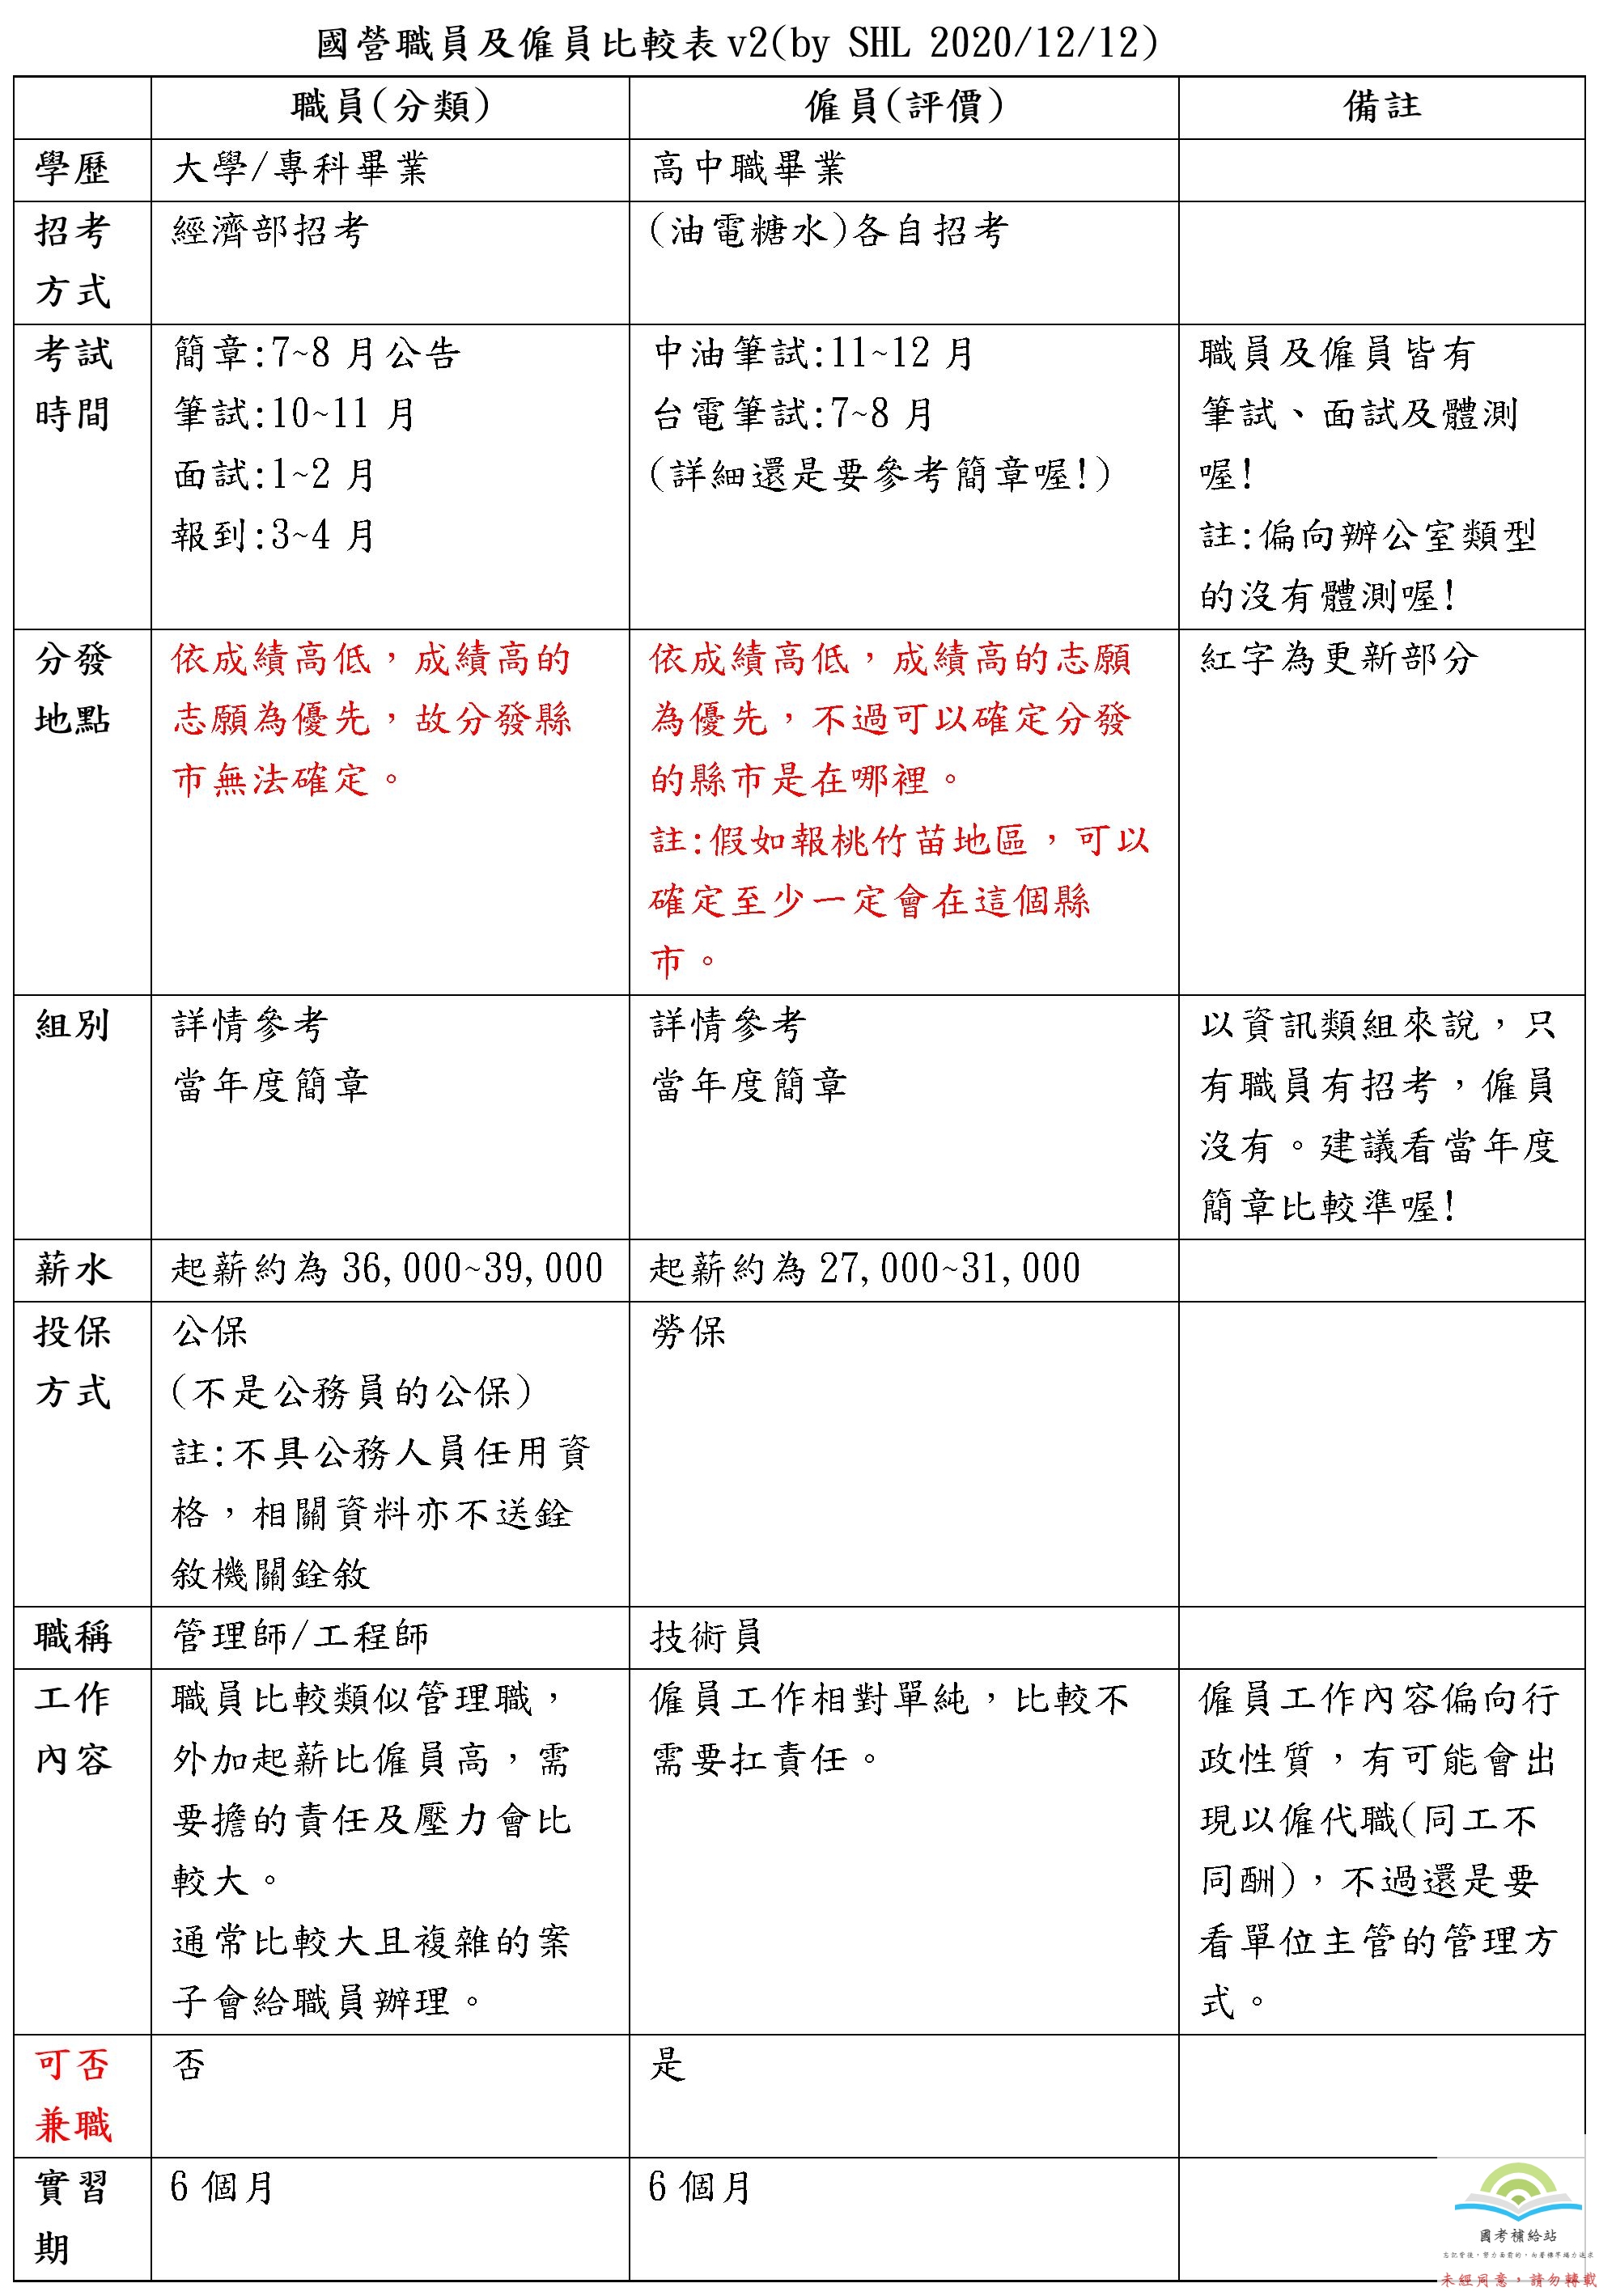 國營職員及僱員比較表 v2(by SHL 2020/12/12)
職員(分類)
僱員(評價)
備註
學歷
大學/專科畢業
高中職畢業
招考
方式
經濟部招考
(油電糖水)各自招考
考試
時間
簡章:7~8 月公告
筆試:10~11 月
面試:1~2 月
報到:3~4 月
中油筆試:11~12 月
台電筆試:7~8 月
(詳細還是要參考簡章喔!)
職員及僱員皆有
筆試、面試及體測
喔!
註:偏向辦公室類型
的沒有體測喔!
分發
地點
依成績高低，成績高的
志願為優先，故分發縣
市無法確定。
依成績高低，成績高的志願
為優先，不過可以確定分發
的縣市是在哪裡。
註:假如報桃竹苗地區，可以
確定至少一定會在這個縣
市。
紅字為更新部分
組別
詳情參考
當年度簡章
詳情參考
當年度簡章
以資訊類組來說，只
有職員有招考，僱員
沒有。建議看當年度
簡章比較準喔!
薪水
起薪約為 36,000~39,000
起薪約為 27,000~31,000
投保
方式
公保
(不是公務員的公保)
註:不具公務人員任用資
格，相關資料亦不送銓
敘機關銓敘
勞保
職稱
管理師/工程師
技術員
工作
內容
職員比較類似管理職，
外加起薪比僱員高，需
要擔的責任及壓力會比
較大。
通常比較大且複雜的案
子會給職員辦理。
僱員工作相對單純，比較不
需要扛責任。
僱員工作內容偏向行
政性質，有可能會出
現以僱代職(同工不
同酬)，不過還是要
看單位主管的管理方
式。
可否
兼職
否
是
實習
期
6 個月
6 個月
國考補給站
忘記背後，努力面前的，向著標竿竭力追求
未經同意，請勿轉載